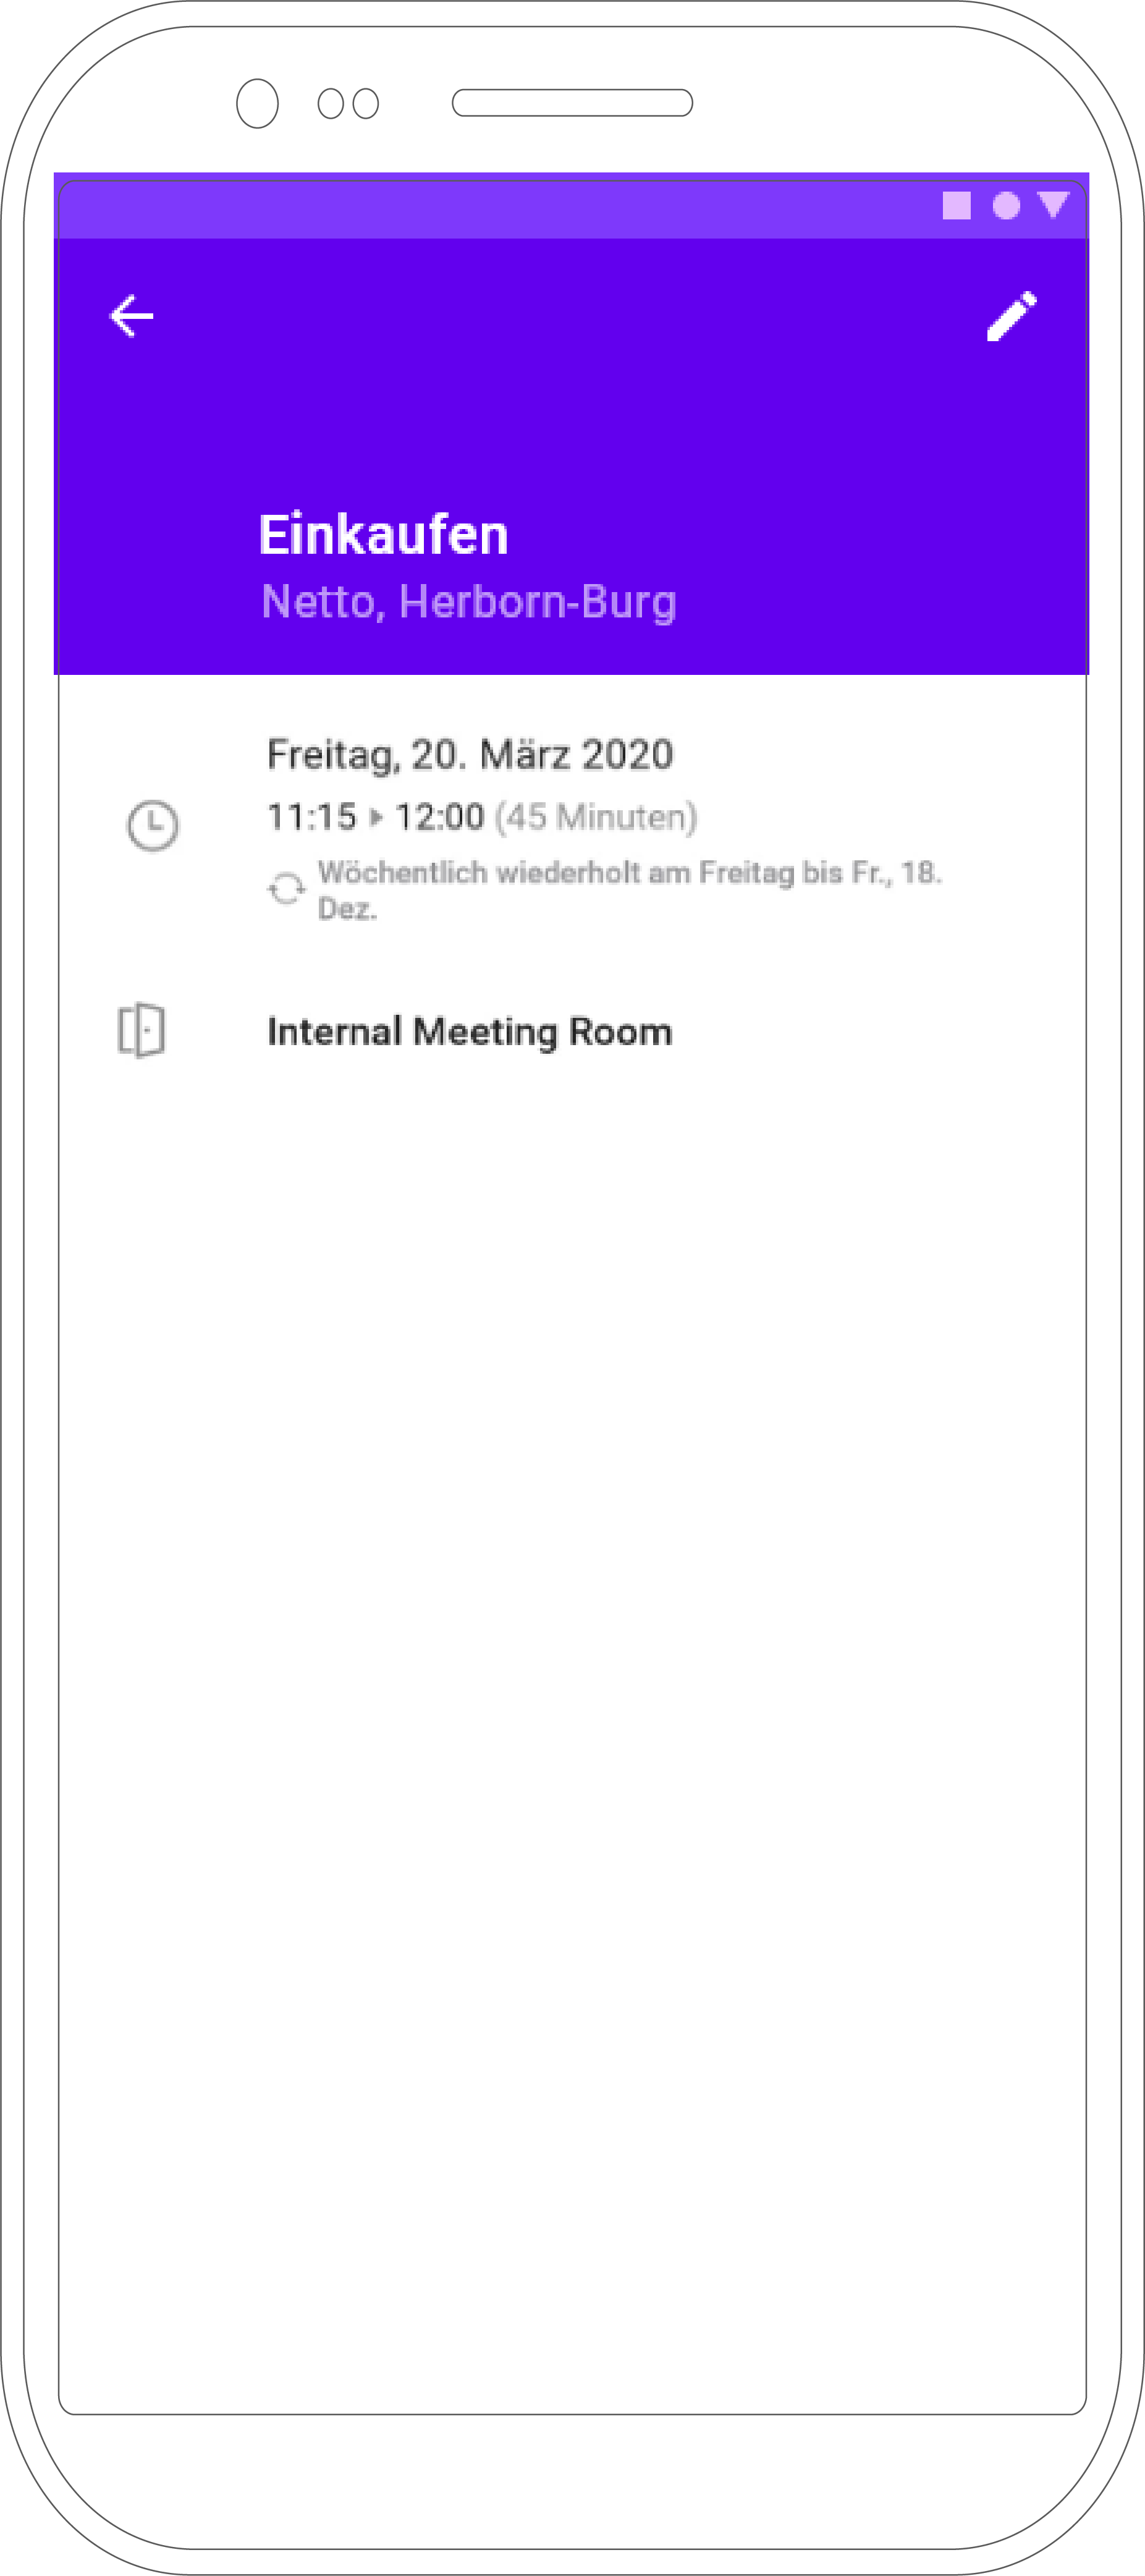 Einkaufen
Netto, Herborn-Burg
Freitag, 20. März 2020
11:15 ▸ 12:00 (45 Minuten)
Wöchentlich wiederholt am Freitag bis Fr., 18.
Dez.
Internal Meeting Room